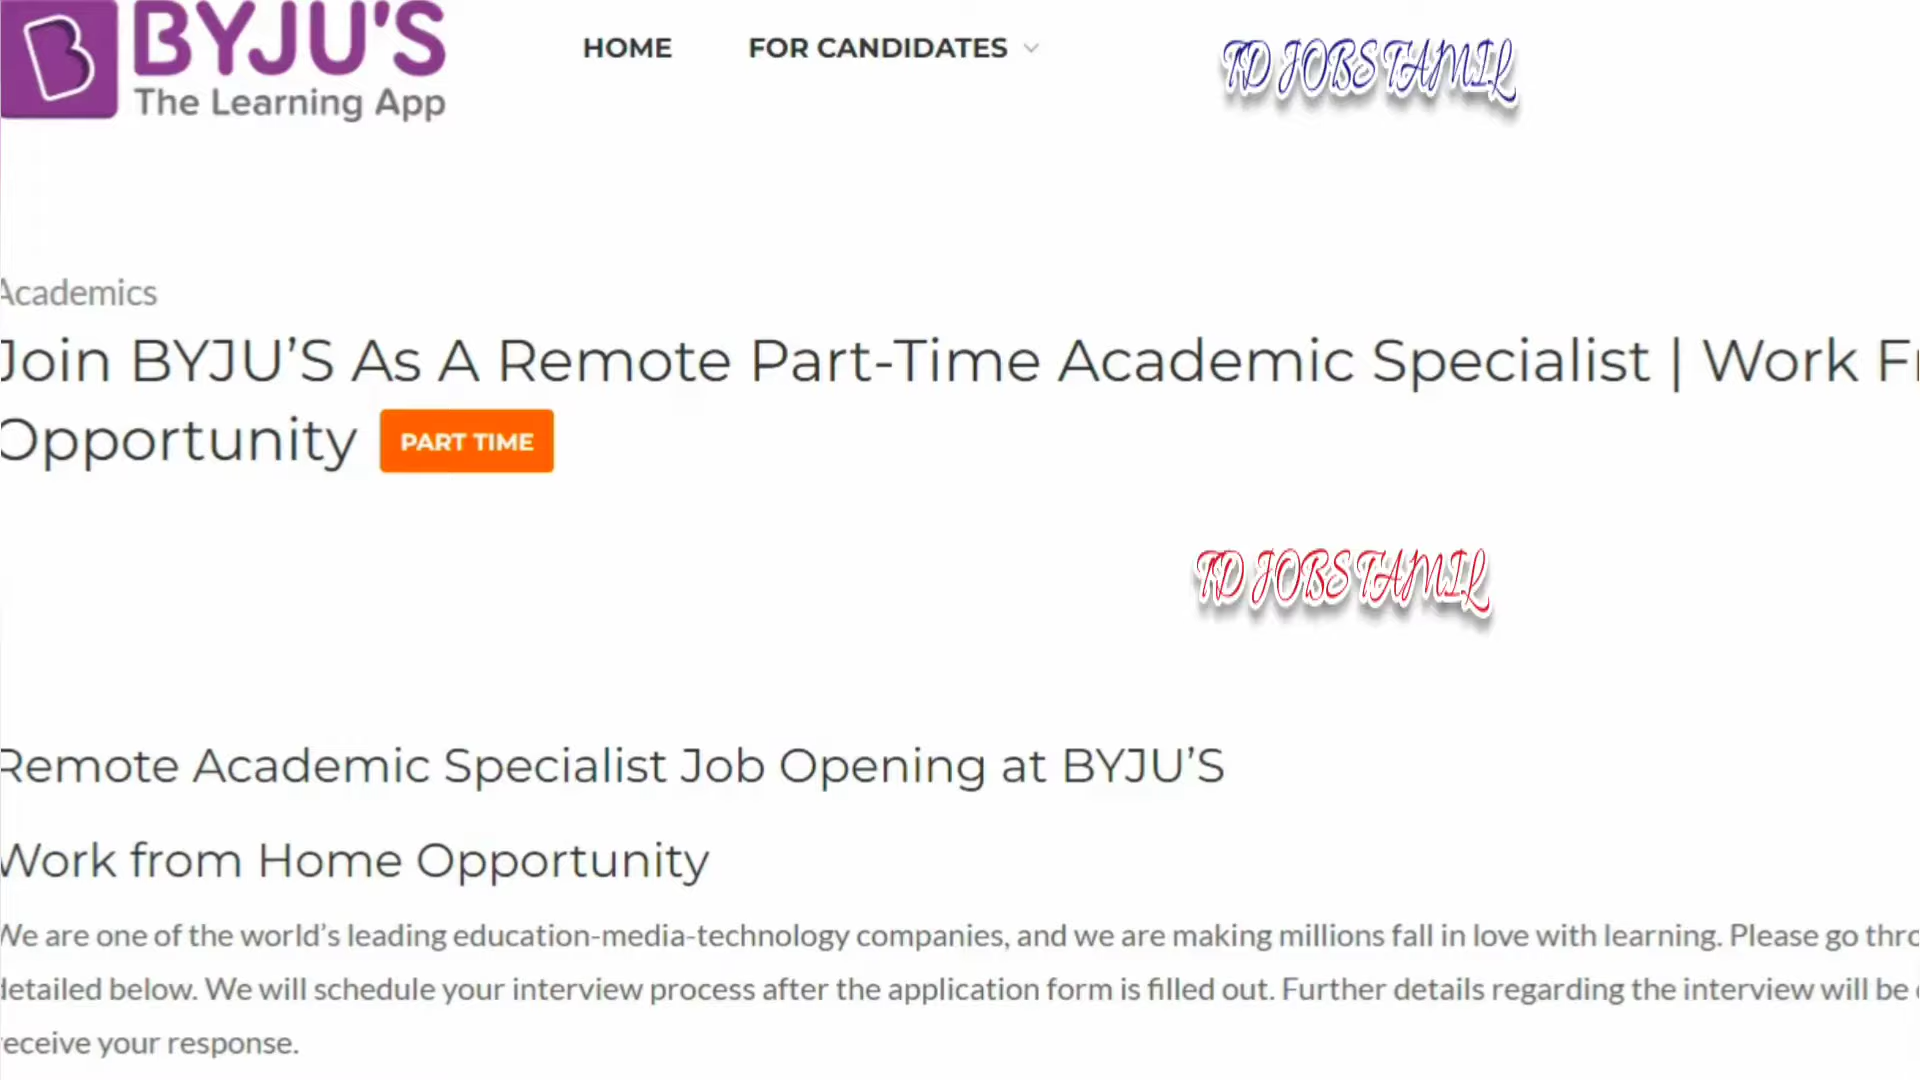 BYJU'S
The Learning App
HOME
FOR CANDIDATES
TD JOBS TAMIL
Academics
Join BYJU’S As A Remote Part-Time Academic Specialist | Work
Opportunity
PART TIME
TD JOBS TAMIL
Remote Academic Specialist Job Opening at BYJU’S
Work from Home Opportunity
We are one of the world’s leading education-media-technology companies, and we are making millions fall in love with learning. Please go
detailed below. We will schedule your interview process after the application form is filled out. Further details regarding the interview will be
receive your response.